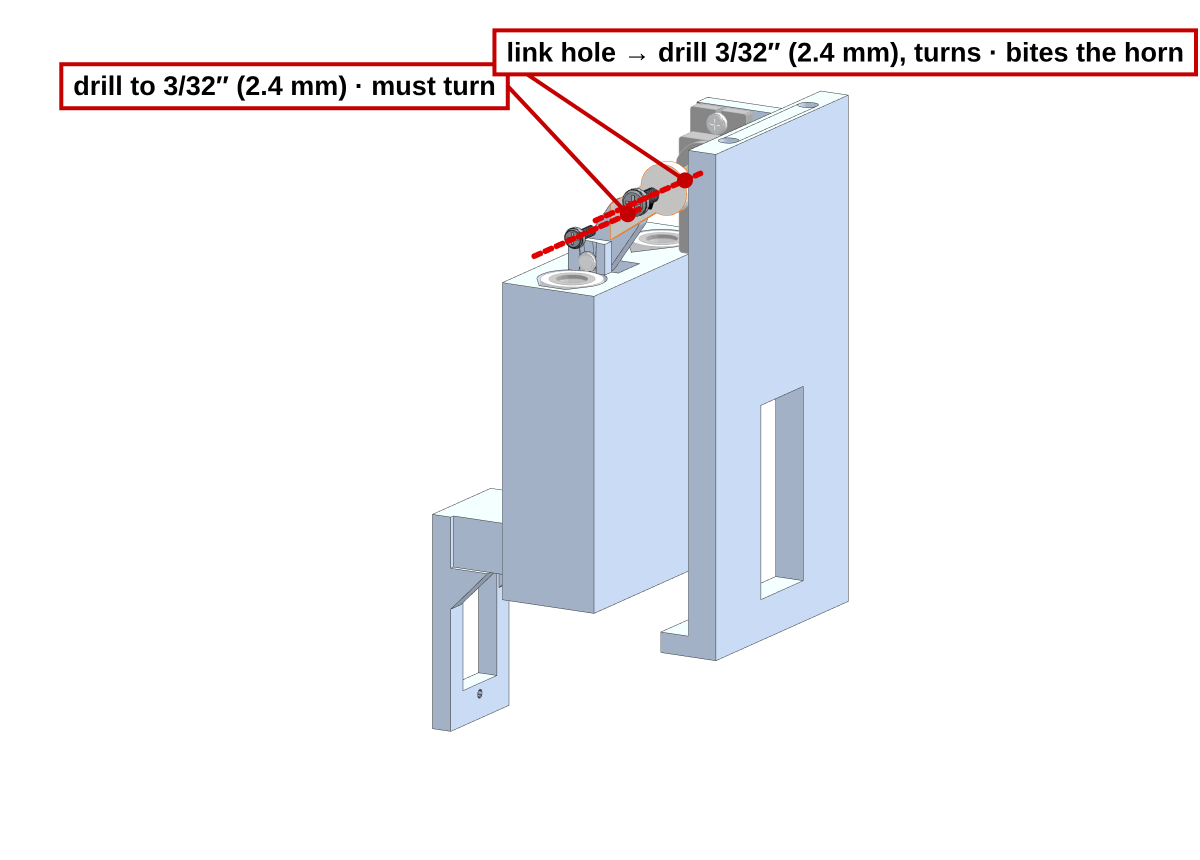 link hole → drill 3/32″ (2.4 mm), turns · bites the horn
drill to 3/32″ (2.4 mm) · must turn